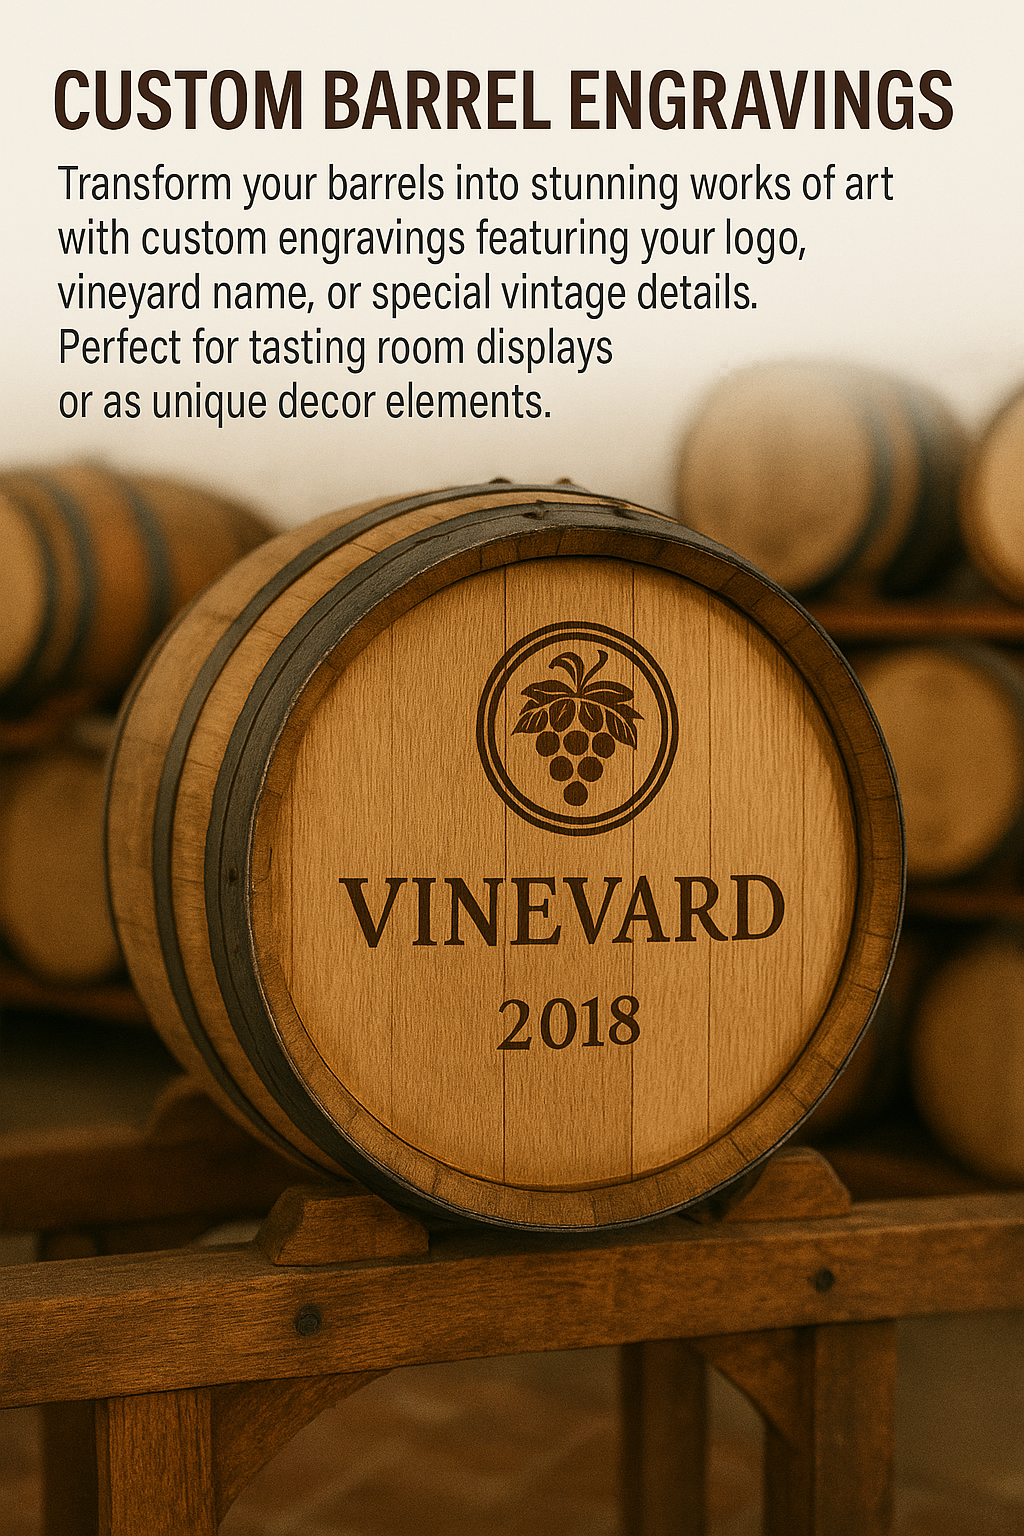 CUSTOM BARREL ENGRAVINGS
Transform your barrels into stunning works of art
with custom engravings featuring your logo,
vineyard name, or special vintage details.
Perfect for tasting room displays
or as unique decor elements.
VINEVARD
2018